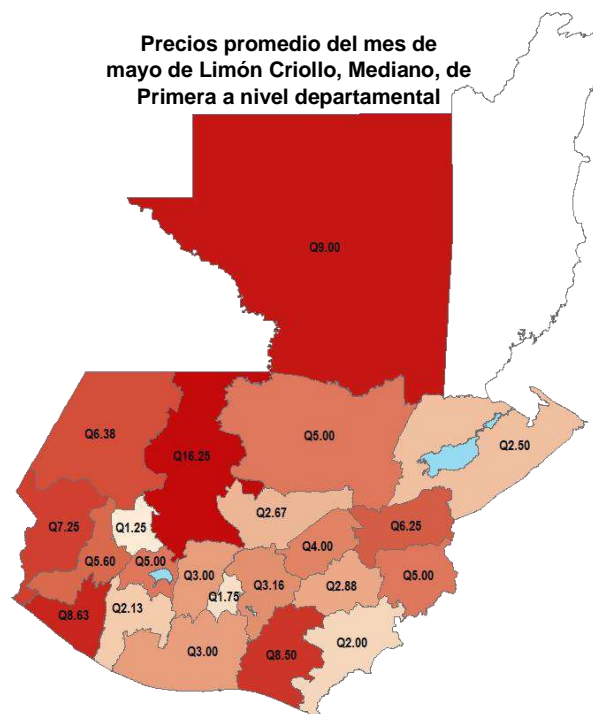 Precios promedio del mes de
mayo de Limón Criollo, Mediano, de
Primera a nivel departamental
Q9.00
Q6.38
Q16.25
Q5.00
Q2.50
Q2.67
Q7.25
Q1.25
Q6.25
Q4.00
Q5.60
Q5.00
Q3.00
Q3.16
Q2.88
Q5.00
Q1.75
Q8.63
Q2.13
Q2.00
Q3.00
Q8.50